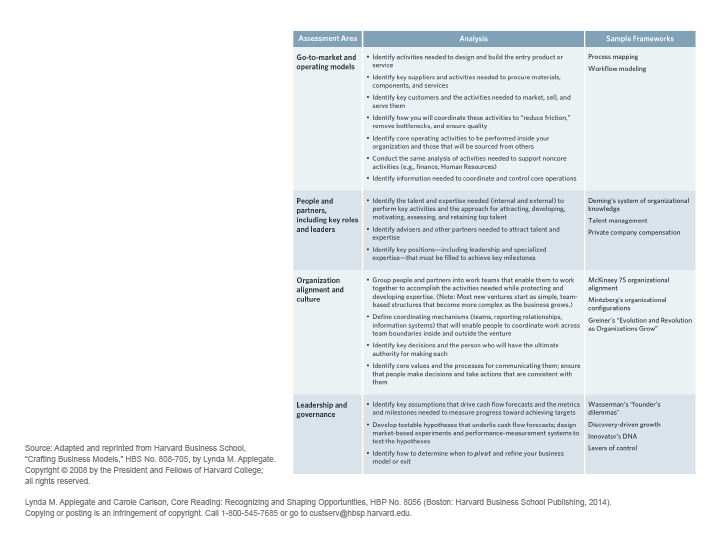 Assessment Area
Analysis
Sample Frameworks
Go-to-market and
operating models
• Identify activities needed to design and build the entry product or
service
• Identify key suppliers and activities needed to procure materials,
components, and services
• Identify key customers and the activities needed to market, sell, and
serve them
• Identify how you will coordinate these activities to "reduce friction,"
remove bottlenecks, and ensure quality
• Identify core operating activities to be performed inside your
organization and those that will be sourced from others
• Conduct the same analysis of activities needed to support noncore
activities (e.g., finance, Human Resources)
• Identify information needed to coordinate and control core operations
Process mapping
Workflow modeling
People and
partners,
including key roles
and leaders
• Identify the talent and expertise needed (internal and external) to
perform key activities and the approach for attracting, developing,
motivating, assessing, and retaining top talent
• Identify advisers and other partners needed to attract talent and
expertise
• Identify key positions—including leadership and specialized
expertise—that must be filled to achieve key milestones
Deming's system of organizational
knowledge
Talent management
Private company compensation
Organization
alignment and
culture
• Group people and partners into work teams that enable them to work
together to accomplish the activities needed while protecting and
developing expertise. (Note: Most new ventures start as simple, team-
based structures that become more complex as the business grows.)
• Define coordinating mechanisms (teams, reporting relationships,
information systems) that will enable people to coordinate work across
team boundaries inside and outside the venture
• Identify key decisions and the person who will have the ultimate
authority for making each
• Identify core values and the processes for communicating them; ensure
that people make decisions and take actions that are consistent with
them
McKinsey 7S organizational
alignment
Mintzberg's organizational
configurations
Greiner's "Evolution and Revolution
as Organizations Grow"
Leadership and
governance
• Identify key assumptions that drive cash flow forecasts and the metrics
and milestones needed to measure progress toward achieving targets
• Develop testable hypotheses that underlie cash flow forecasts; design
market-based experiments and performance-measurement systems to
test the hypotheses
• Identify how to determine when to pivot and refine your business
model or exit
Wasserman's "founder's
dilemmas"
Discovery-driven growth
Innovator's DNA
Levers of control
Source: Adapted and reprinted from Harvard Business School,
"Crafting Business Models," HBS No. 808-705, by Lynda M. Applegate.
Copyright © 2008 by the President and Fellows of Harvard College;
all rights reserved.
Lynda M. Applegate and Carole Carlson, Core Reading: Recognizing and Shaping Opportunities, HBP No. 8056 (Boston: Harvard Business School Publishing, 2014).
Copying or posting is an infringement of copyright. Call 1-800-545-7685 or go to custserv@hbsp.harvard.edu.